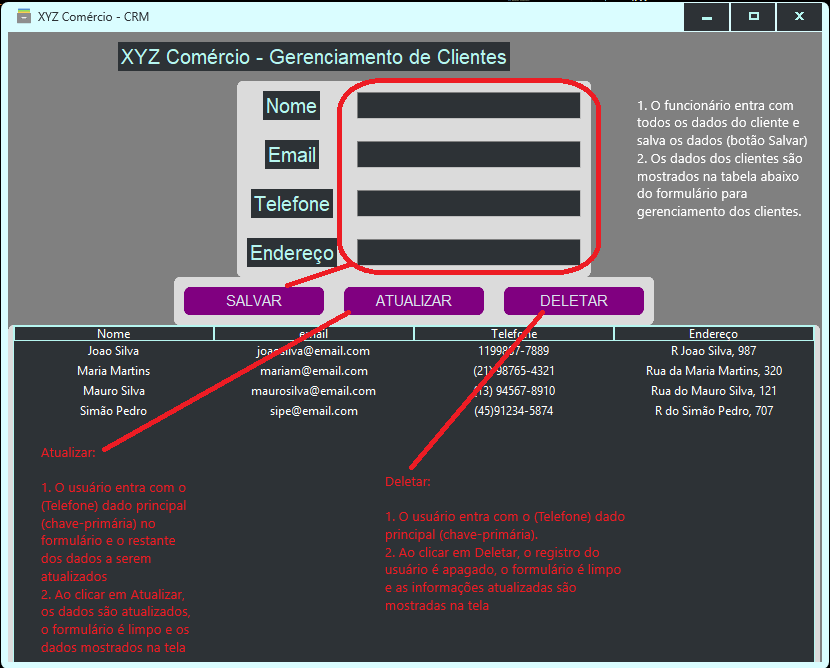 XYZ Comércio - CRM
XYZ Comércio - Gerenciamento de Clientes
Nome
Email
Telefone
Endereço
1. O funcionário entra com
todos os dados do cliente e
salva os dados (botão Salvar)
2. Os dados dos clientes são
mostrados na tabela abaixo
do formulário para
gerenciamento dos clientes.
SALVAR ATUALIZAR DELETAR
Nome email Telefone Endereço
Joao Silva joaosilva@email.com 1199887-7889 R Joao Silva, 987
Maria Martins mariam@email.com (21) 98765-4321 Rua da Maria Martins, 320
Mauro Silva maurosilva@email.com (13) 94567-8910 Rua do Mauro Silva, 121
Simão Pedro sipe@email.com (45)91234-5874 R do Simão Pedro, 707
Atualizar:
1. O usuário entra com o
(Telefone) dado principal
(chave-primária) no
formulário e o restante
dos dados a serem
atualizados
2. Ao clicar em Atualizar,
os dados são atualizados,
o formulário é limpo e os
dados mostrados na tela
Deletar:
1. O usuário entra com o (Telefone) dado
principal (chave-primária).
2. Ao clicar em Deletar, o registro do
usuário é apagado, o formulário é limpo
e as informações atualizadas são
mostradas na tela